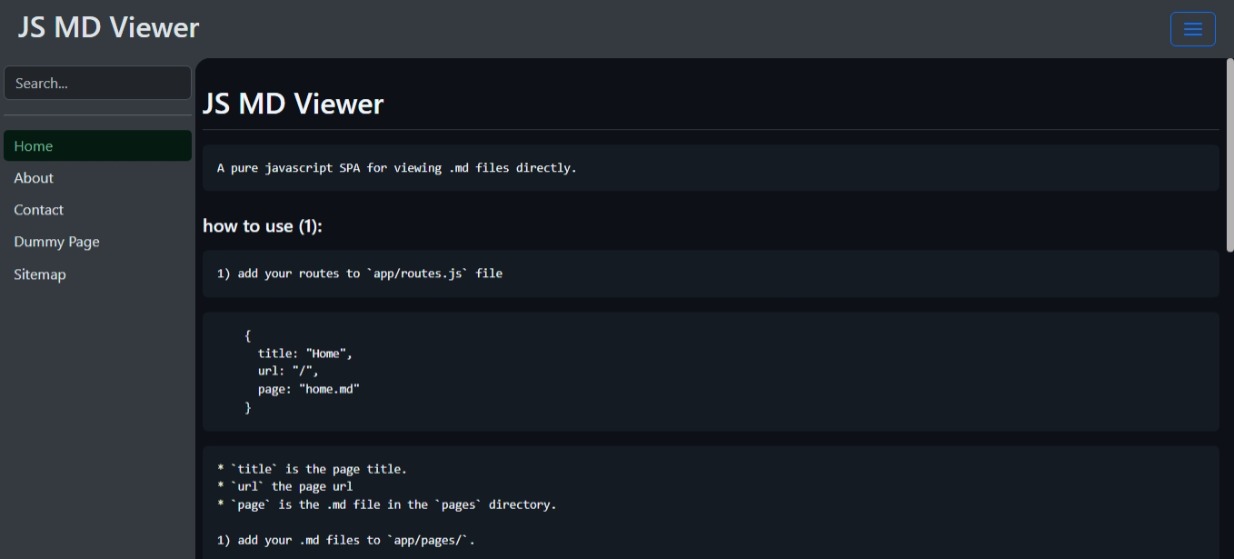 JS MD Viewer
Search...
Home
About
Contact
Dummy Page
Sitemap
JS MD Viewer
A pure javascript SPA for viewing .md files directly.
how to use (1):
1) add your routes to `app/routes.js` file
{
title: "Home",
url: "/",
page: "home.md"
}
* `title` is the page title.
* `url` the page url
* `page` is the .md file in the `pages` directory.
1) add your .md files to `app/pages/`.